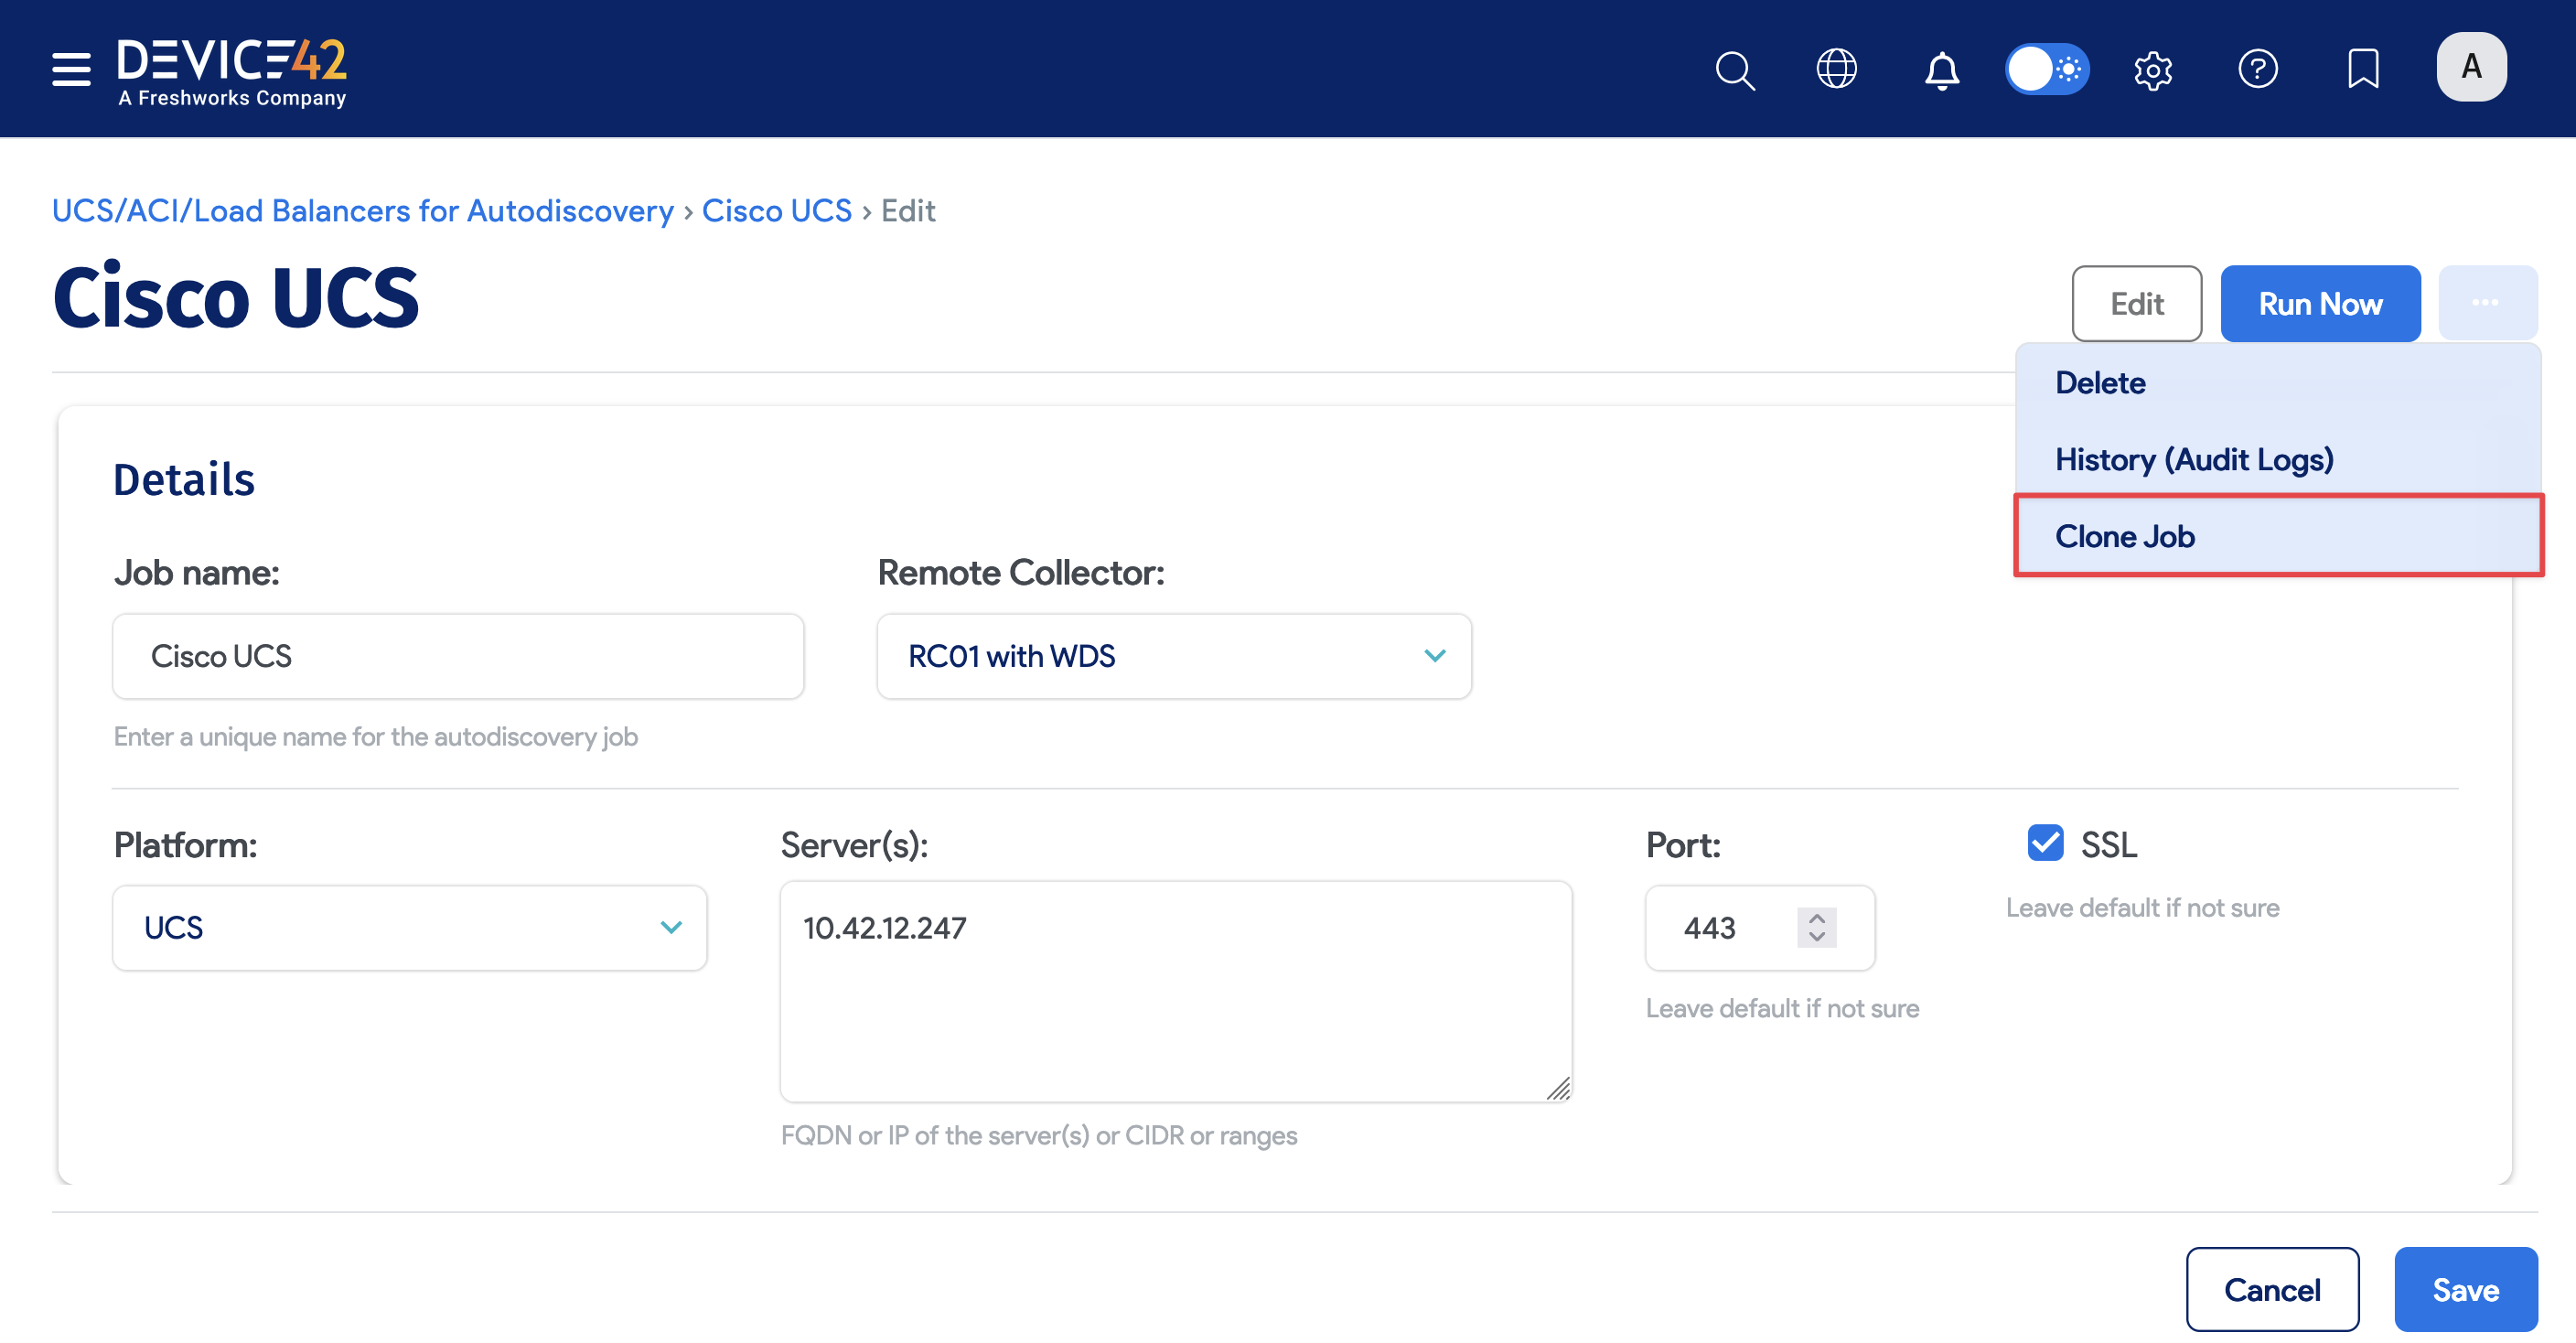 DEVICE42
A Freshworks Company
A
UCS/ACI/Load Balancers for Autodiscovery › Cisco UCS › Edit
Cisco UCS
Edit
Run Now
...
Delete
History (Audit Logs)
Clone Job
Details
Job name:
Remote Collector:
Cisco UCS
RC01 with WDS
Enter a unique name for the autodiscovery job
Platform:
Server(s):
Port:
SSL
UCS
10.42.12.247
443
Leave default if not sure
Leave default if not sure
FQDN or IP of the server(s) or CIDR or ranges
Cancel
Save